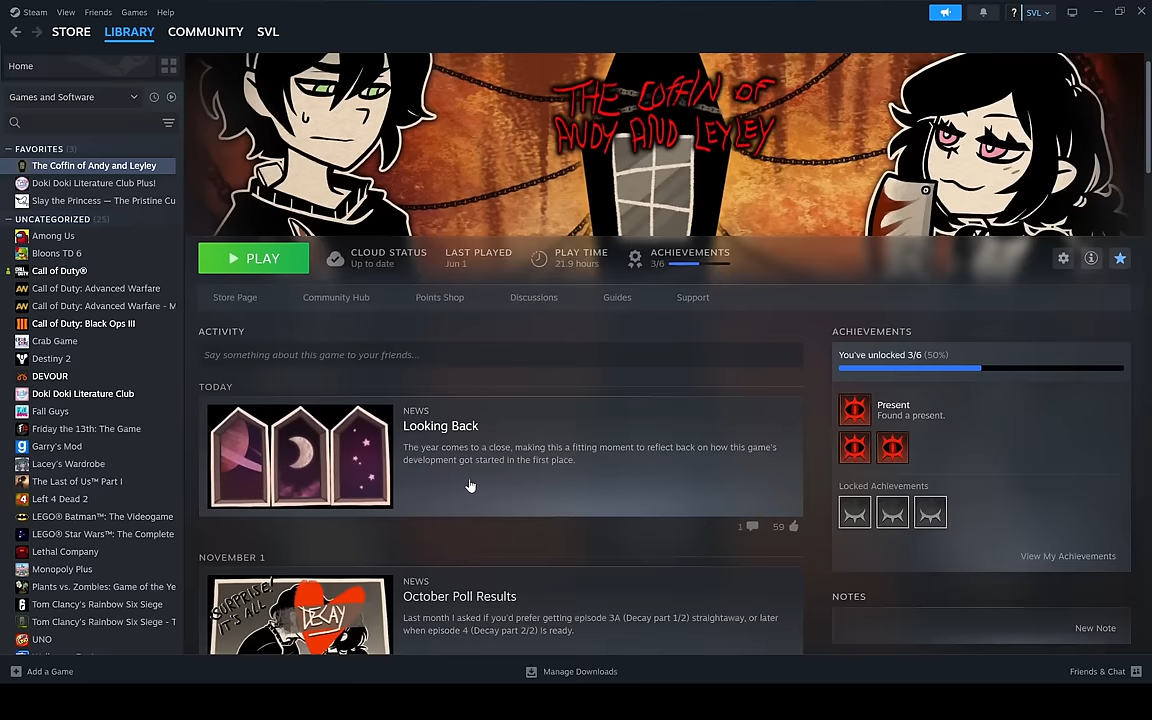 Steam View Friends Games Help
? SVL
STORE LIBRARY COMMUNITY SVL
Home
Games and Software
FAVORITES (3)
The Coffin of Andy and Leyley
Doki Doki Literature Club Plus!
Slay the Princess — The Pristine Cu
UNCATEGORIZED (25)
Among Us
Bloons TD 6
Call of Duty®
Call of Duty: Advanced Warfare
Call of Duty: Advanced Warfare - M
Call of Duty: Black Ops III
Crab Game
Destiny 2
DEVOUR
Doki Doki Literature Club
Fall Guys
Friday the 13th: The Game
Garry's Mod
Lacey's Wardrobe
The Last of Us™ Part I
Left 4 Dead 2
LEGO® Batman™: The Videogame
LEGO® Star Wars™: The Complete
Lethal Company
Monopoly Plus
Plants vs. Zombies: Game of the Ye
Tom Clancy's Rainbow Six Siege
Tom Clancy's Rainbow Six Siege - T
UNO
THE COFFIN OF
ANDY AND LEYLEY
PLAY
CLOUD STATUS
Up to date
LAST PLAYED
Jun 1
PLAY TIME
21.9 hours
ACHIEVEMENTS
3/6
Store Page Community Hub Points Shop Discussions Guides Support
ACTIVITY
Say something about this game to your friends...
TODAY
NEWS
Looking Back
The year comes to a close, making this a fitting moment to reflect back on how this game's
development got started in the first place.
1 59
NOVEMBER 1
SURPRISE!
IT'S ALL
DECAY
NEWS
October Poll Results
Last month I asked if you'd prefer getting episode 3A (Decay part 1/2) straightaway, or later
when episode 4 (Decay part 2/2) is ready.
ACHIEVEMENTS
You've unlocked 3/6 (50%)
Present
Found a present.
Locked Achievements
View My Achievements
NOTES
New Note
Add a Game
Manage Downloads
Friends & Chat